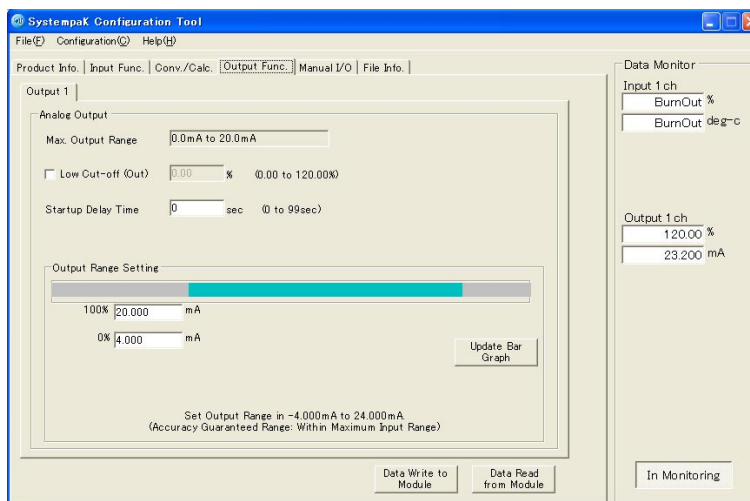 SystempaK Configuration Tool
File(F) Configuration(C) Help(H)
Product Info. Input Func. Conv./Calc. Output Func. Manual I/O File Info.
Output 1
Analog Output
Max. Output Range 0.0mA to 20.0mA
Low Cut-off (Out) 0.00 % (0.00 to 120.00%)
Startup Delay Time 0 sec (0 to 99sec)
Output Range Setting
100% 20.000 mA
0% 4.000 mA
Update Bar
Graph
Set Output Range in -4.000mA to 24.000mA
(Accuracy Guaranteed Range: Within Maximum Input Range)
Data Write to
Module
Data Read
from Module
Data Monitor
Input 1 ch
BurnOut %
BurnOut deg-c
Output 1 ch
120.00 %
23.200 mA
In Monitoring